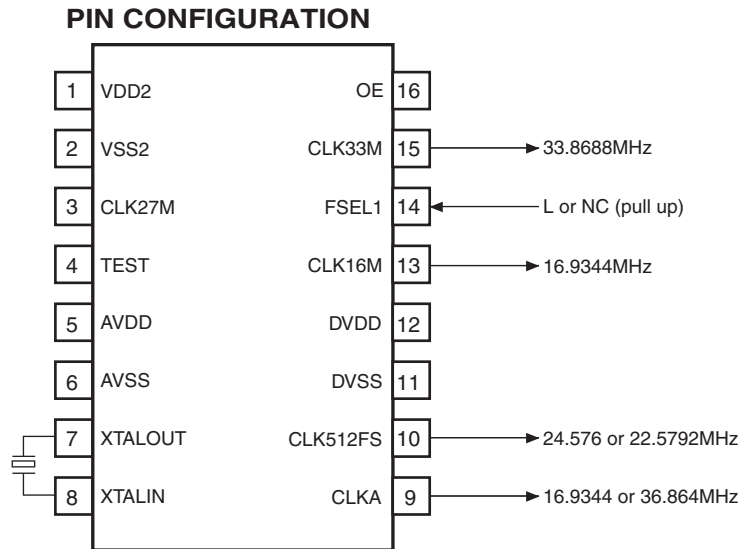 PIN CONFIGURATION
1 VDD2 OE 16
2 VSS2 CLK33M 15 33.8688MHz
3 CLK27M FSEL1 14 L or NC (pull up)
4 TEST CLK16M 13 16.9344MHz
5 AVDD DVDD 12
6 AVSS DVSS 11
7 XTALOUT CLK512FS 10 24.576 or 22.5792MHz
8 XTALIN CLKA 9 16.9344 or 36.864MHz